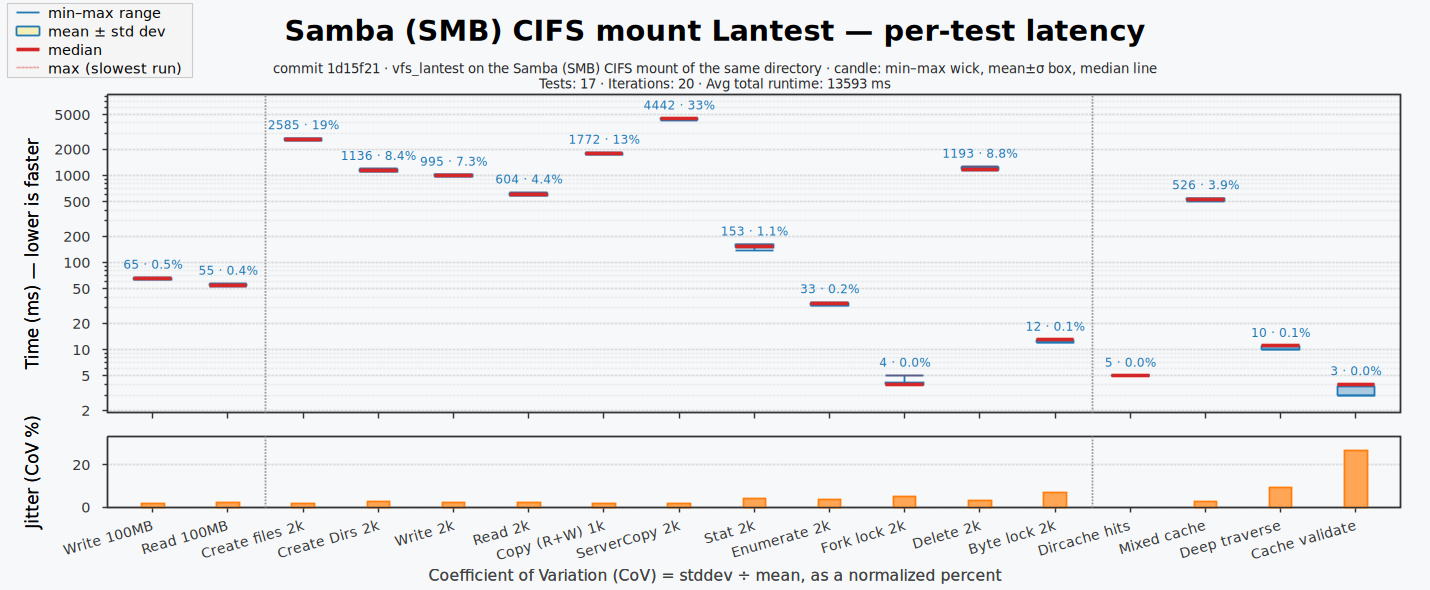 min–max range
mean ± std dev
median
max (slowest run)
Samba (SMB) CIFS mount Lantest — per-test latency
commit 1d15f21 · vfs_lantest on the Samba (SMB) CIFS mount of the same directory · candle: min–max wick, mean±σ box, median line
Tests: 17 · Iterations: 20 · Avg total runtime: 13593 ms
Time (ms) — lower is faster
5000
2000
1000
500
200
100
50
20
10
5
2
65 · 0.5%
55 · 0.4%
2585 · 19%
1136 · 8.4%
995 · 7.3%
604 · 4.4%
1772 · 13%
4442 · 33%
153 · 1.1%
33 · 0.2%
4 · 0.0%
1193 · 8.8%
12 · 0.1%
5 · 0.0%
526 · 3.9%
10 · 0.1%
3 · 0.0%
Jitter (CoV %)
20
0
Write 100MB
Read 100MB
Create files 2k
Create Dirs 2k
Write 2k
Read 2k
Copy (R+W) 1k
ServerCopy 2k
Stat 2k
Enumerate 2k
Fork lock 2k
Delete 2k
Byte lock 2k
Dircache hits
Mixed cache
Deep traverse
Cache validate
Coefficient of Variation (CoV) = stddev ÷ mean, as a normalized percent